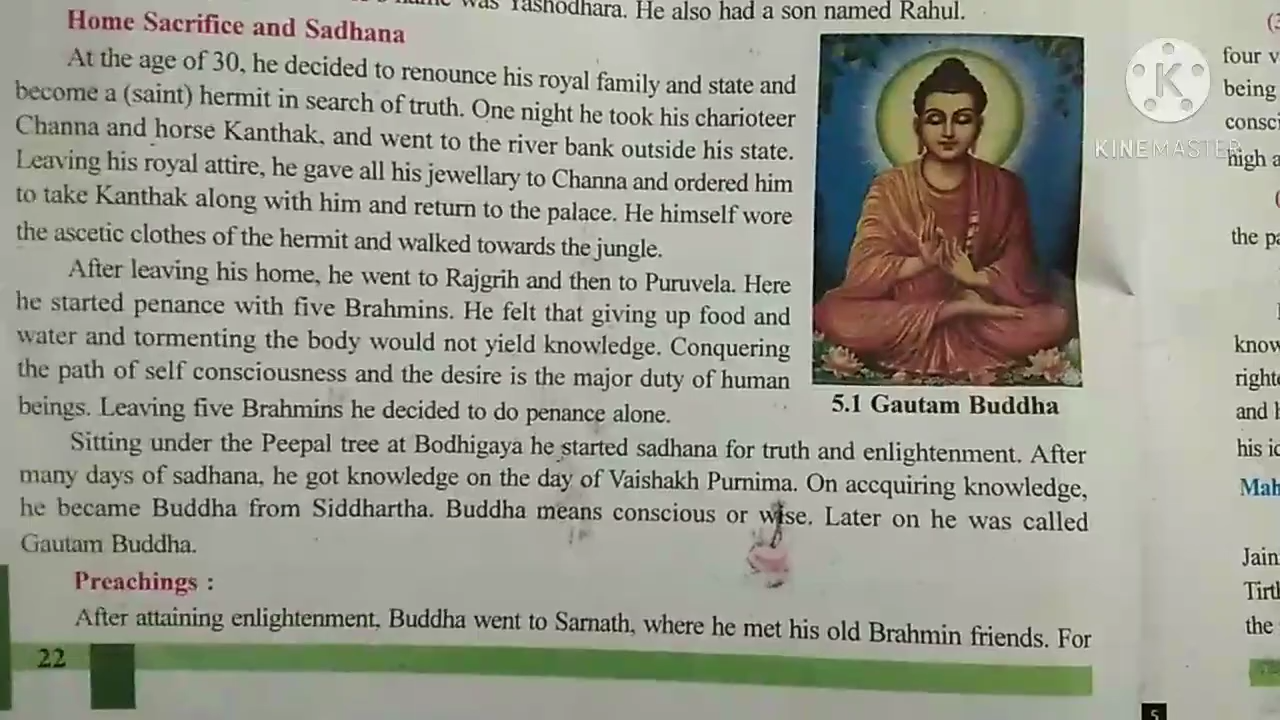 was Yashodhara. He also had a son named Rahul.
Home Sacrifice and Sadhana
At the age of 30, he decided to renounce his royal family and state and
become a (saint) hermit in search of truth. One night he took his charioteer
Channa and horse Kanthak, and went to the river bank outside his state.
Leaving his royal attire, he gave all his jewellary to Channa and ordered him
to take Kanthak along with him and return to the palace. He himself wore
the ascetic clothes of the hermit and walked towards the jungle.
After leaving his home, he went to Rajgrih and then to Puruvela. Here
he started penance with five Brahmins. He felt that giving up food and
water and tormenting the body would not yield knowledge. Conquering
the path of self consciousness and the desire is the major duty of human
beings. Leaving five Brahmins he decided to do penance alone.
5.1 Gautam Buddha
Sitting under the Peepal tree at Bodhigaya he started sadhana for truth and enlightenment. After
many days of sadhana, he got knowledge on the day of Vaishakh Purnima. On accquiring knowledge,
he became Buddha from Siddhartha. Buddha means conscious or wise. Later on he was called
Gautam Buddha.
Preachings :
After attaining enlightenment, Buddha went to Sarnath, where he met his old Brahmin friends. For
22
K
KINEMASTER
four v
being
consci
high a
the pa
know
righte
and h
his id
Mah
Jain
Tirth
the
5